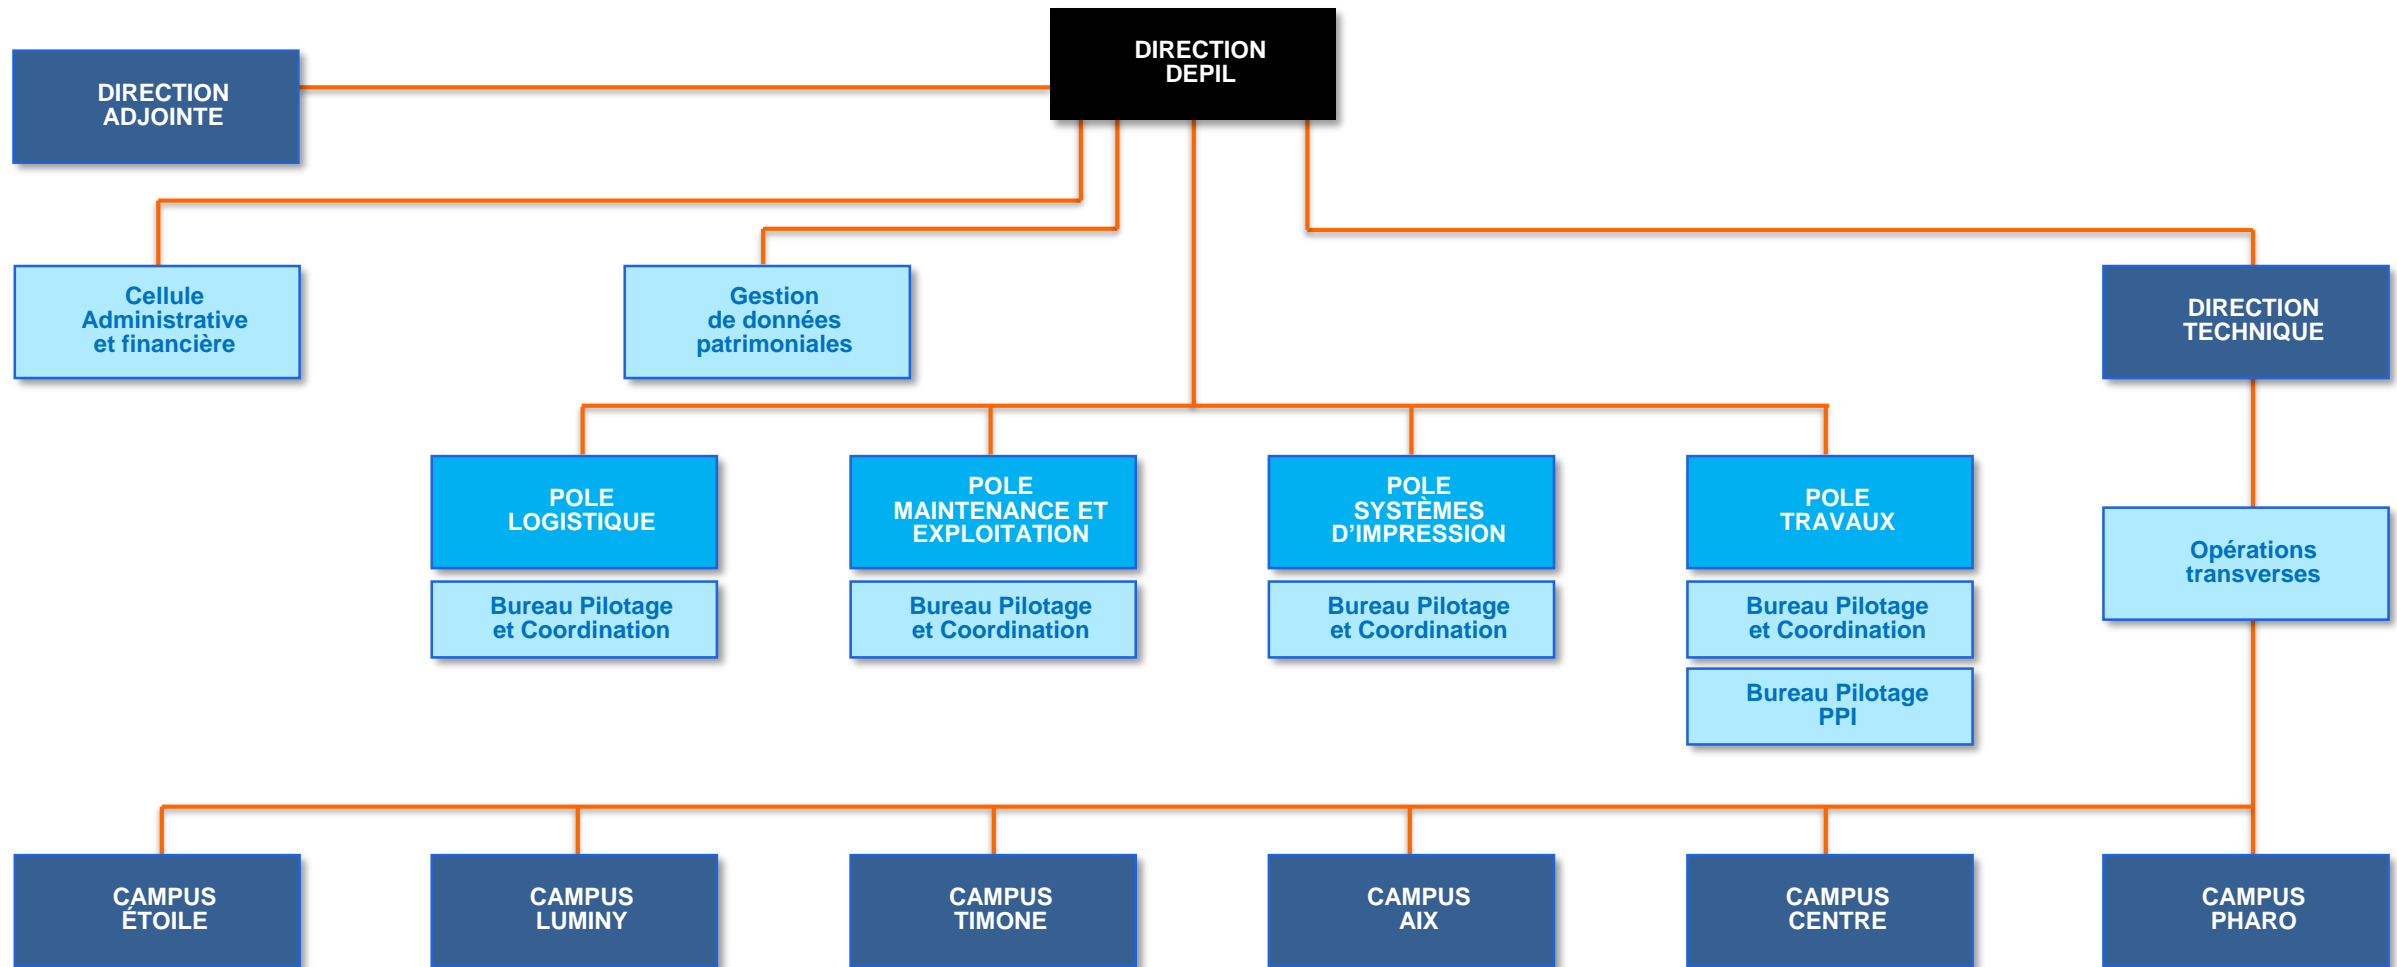 DIRECTION
DEPIL
DIRECTION
ADJOINTE
Cellule
Administrative
et financière
Gestion
de données
patrimoniales
DIRECTION
TECHNIQUE
POLE
LOGISTIQUE
POLE
MAINTENANCE ET
EXPLOITATION
POLE
SYSTÈMES
D’IMPRESSION
POLE
TRAVAUX
Opérations
transverses
Bureau Pilotage
et Coordination
Bureau Pilotage
et Coordination
Bureau Pilotage
et Coordination
Bureau Pilotage
et Coordination
Bureau Pilotage
PPI
CAMPUS
ÉTOILE
CAMPUS
LUMINY
CAMPUS
TIMONE
CAMPUS
AIX
CAMPUS
CENTRE
CAMPUS
PHARO